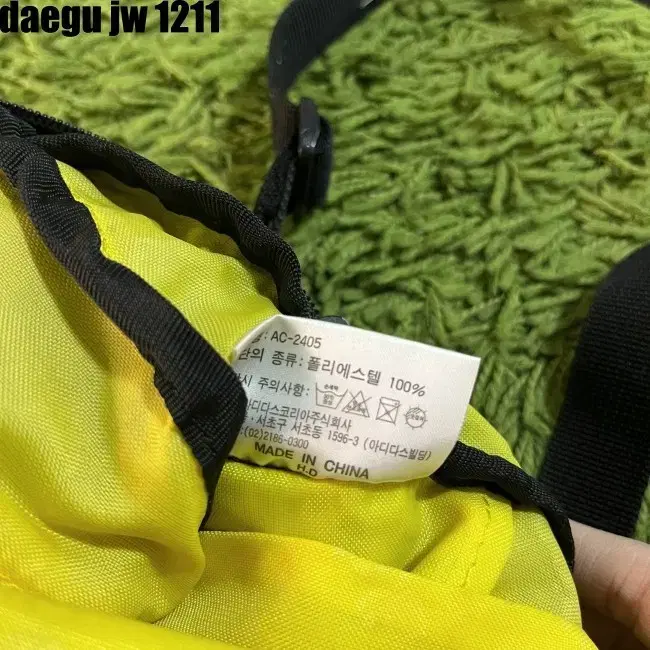 daegu jw 1211
: AC-2405
의 종류: 폴리에스텔 100%
시 주의사항:
디다스코리아주식회사
서초구 서초동 1596-3 (아디다스빌딩)
(02)2186-0300
MADE IN CHINA
H.D